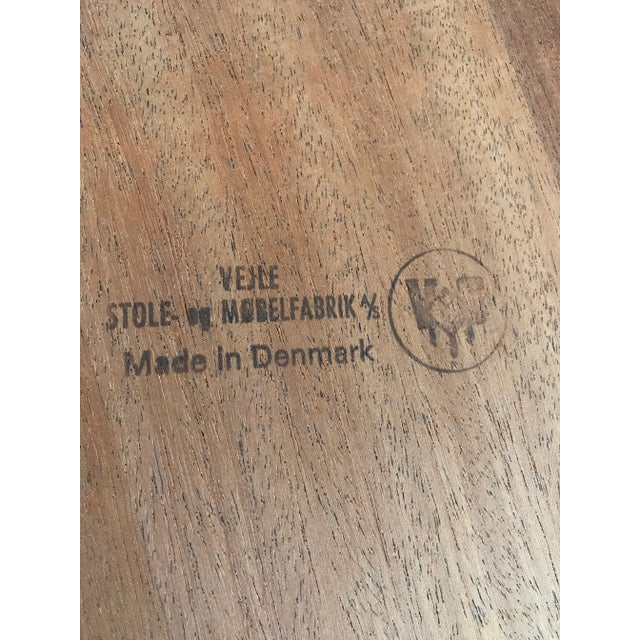 VEJLE
STOLE- og MØBELFABRIK A/S
Made in Denmark